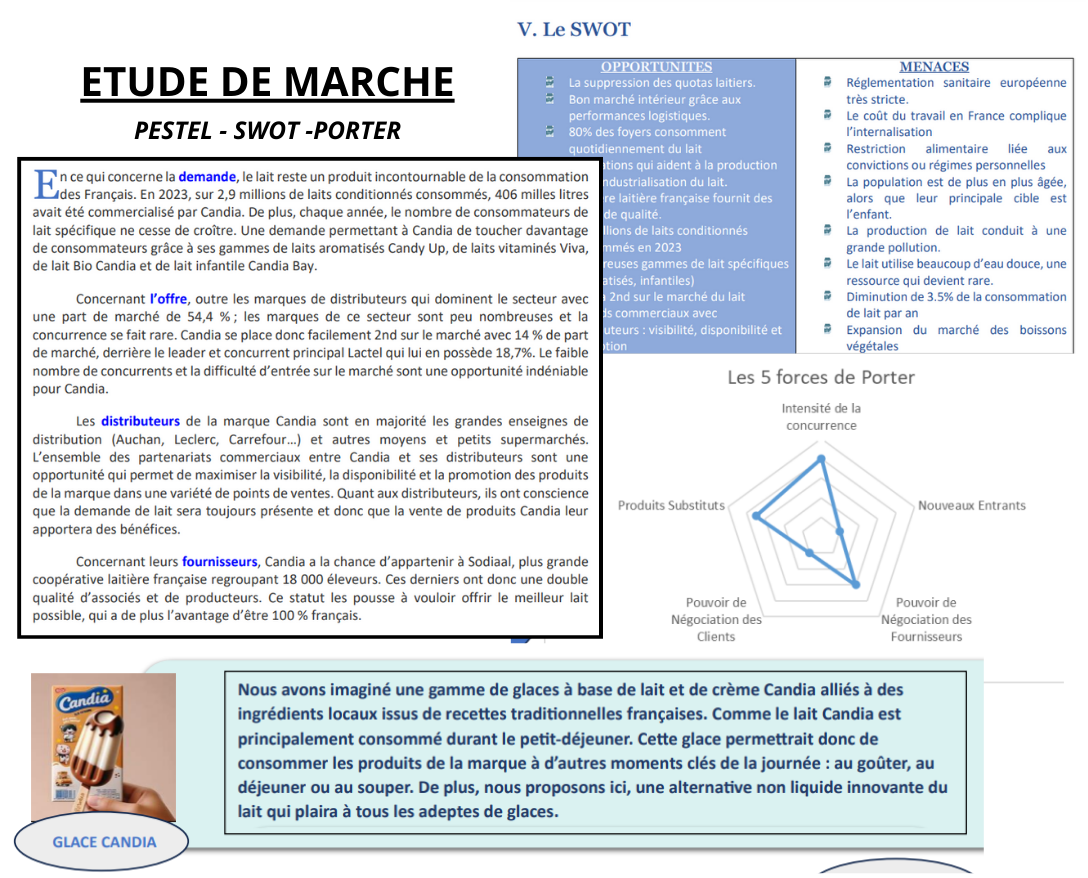 ETUDE DE MARCHE
PESTEL - SWOT -PORTER
En ce qui concerne la demande, le lait reste un produit incontournable de la consommation
des Français. En 2023, sur 2,9 millions de laits conditionnés consommés, 406 milles litres
avait été commercialisé par Candia. De plus, chaque année, le nombre de consommateurs de
lait spécifique ne cesse de croître. Une demande permettant à Candia de toucher davantage
de consommateurs grâce à ses gammes de laits aromatisés Candy Up, de laits vitaminés Viva,
de lait Bio Candia et de lait infantile Candia Bay.
Concernant l’offre, outre les marques de distributeurs qui dominent le secteur avec
une part de marché de 54,4 % ; les marques de ce secteur sont peu nombreuses et la
concurrence se fait rare. Candia se place donc facilement 2nd sur le marché avec 14 % de part
de marché, derrière le leader et concurrent principal Lactel qui lui en possède 18,7%. Le faible
nombre de concurrents et la difficulté d’entrée sur le marché sont une opportunité indéniable
pour Candia.
Les distributeurs de la marque Candia sont en majorité les grandes enseignes de
distribution (Auchan, Leclerc, Carrefour…) et autres moyens et petits supermarchés.
L’ensemble des partenariats commerciaux entre Candia et ses distributeurs sont une
opportunité qui permet de maximiser la visibilité, la disponibilité et la promotion des produits
de la marque dans une variété de points de ventes. Quant aux distributeurs, ils ont conscience
que la demande de lait sera toujours présente et donc que la vente de produits Candia leur
apportera des bénéfices.
Concernant leurs fournisseurs, Candia a la chance d’appartenir à Sodiaal, plus grande
coopérative laitière française regroupant 18 000 éleveurs. Ces derniers ont donc une double
qualité d’associés et de producteurs. Ce statut les pousse à vouloir offrir le meilleur lait
possible, qui a de plus l’avantage d’être 100 % français.
V. Le SWOT
OPPORTUNITES
La suppression des quotas laitiers.
Bon marché intérieur grâce aux
performances logistiques.
80% des foyers consomment
quotidiennement du lait
ations qui aident à la production
ndustrialisation du lait.
re laitière française fournit des
de qualité.
llions de laits conditionnés
mmés en 2023
reuses gammes de lait spécifiques
atisés, infantiles)
2nd sur le marché du lait
ds commerciaux avec
uteurs : visibilité, disponibilité et
otion
MENACES
Réglementation sanitaire européenne
très stricte.
Le coût du travail en France complique
l’internalisation
Restriction alimentaire liée aux
convictions ou régimes personnelles
La population est de plus en plus âgée,
alors que leur principale cible est
l’enfant.
La production de lait conduit à une
grande pollution.
Le lait utilise beaucoup d’eau douce, une
ressource qui devient rare.
Diminution de 3.5% de la consommation
de lait par an
Expansion du marché des boissons
végétales
Les 5 forces de Porter
Intensité de la
concurrence
Produits Substituts
Nouveaux Entrants
Pouvoir de
Négociation des
Clients
Pouvoir de
Négociation des
Fournisseurs
Candia
GLACE CANDIA
Nous avons imaginé une gamme de glaces à base de lait et de crème Candia alliés à des
ingrédients locaux issus de recettes traditionnelles françaises. Comme le lait Candia est
principalement consommé durant le petit-déjeuner. Cette glace permettrait donc de
consommer les produits de la marque à d’autres moments clés de la journée : au goûter, au
déjeuner ou au souper. De plus, nous proposons ici, une alternative non liquide innovante du
lait qui plaira à tous les adeptes de glaces.